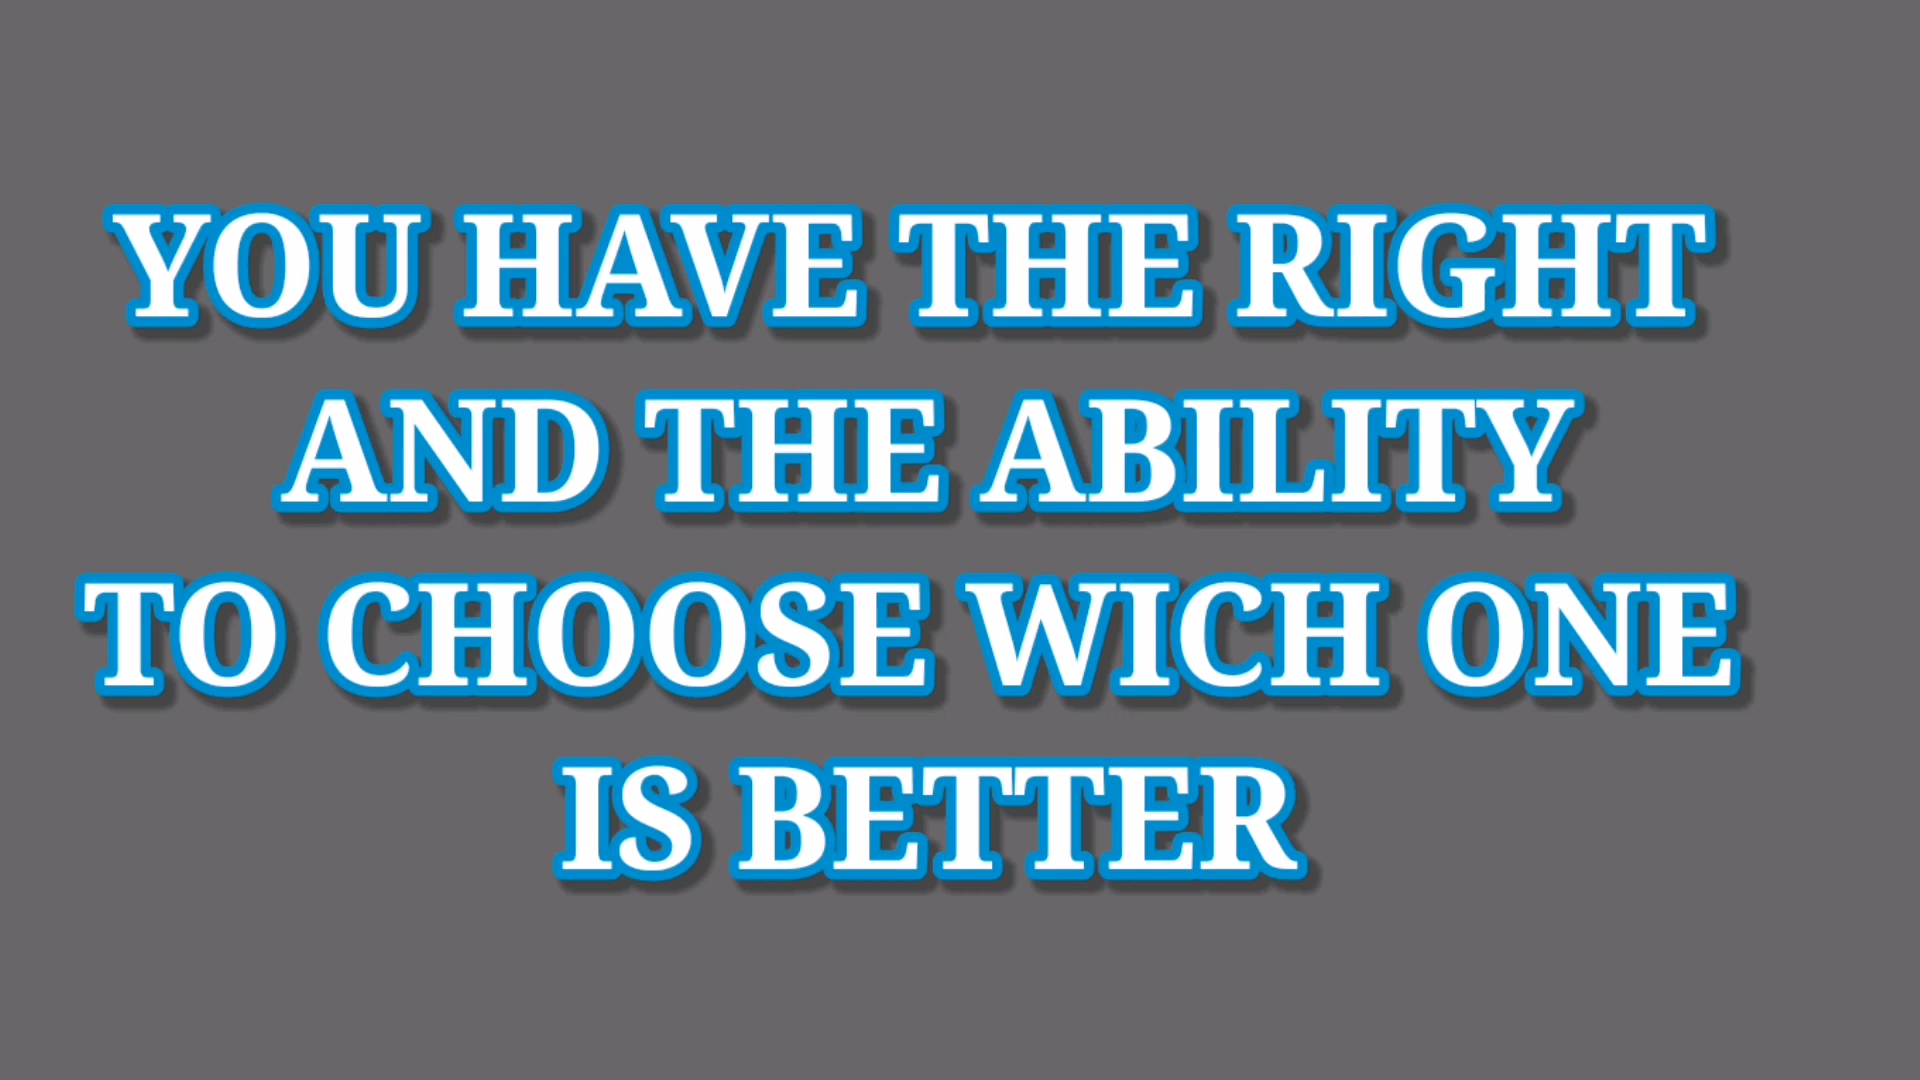 YOU HAVE THE RIGHT
AND THE ABILITY
TO CHOOSE WICH ONE
IS BETTER